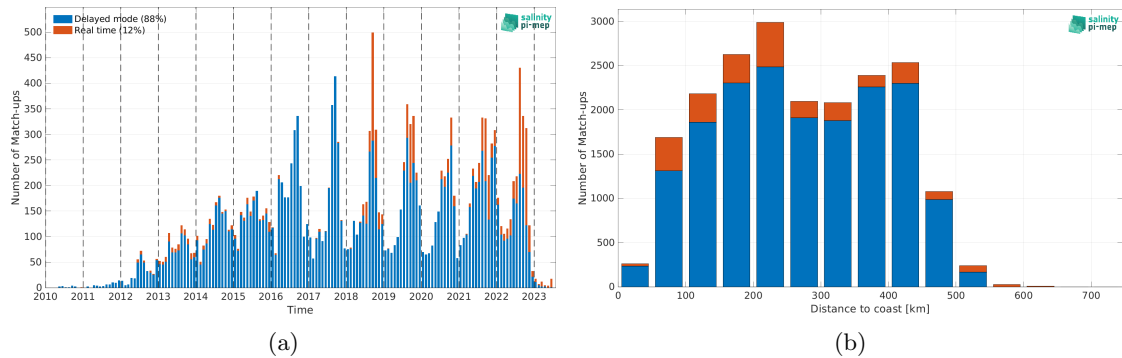 Delayed mode (88%)
Real time (12%)
salinity
pi-mep
500
450
400
350
300
250
200
150
100
50
0
2010 2011 2012 2013 2014 2015 2016 2017 2018 2019 2020 2021 2022 2023
Number of Match-ups
Time
(a)
salinity
pi-mep
3000
2500
2000
1500
1000
500
0
0 100 200 300 400 500 600 700
Number of Match-ups
Distance to coast [km]
(b)